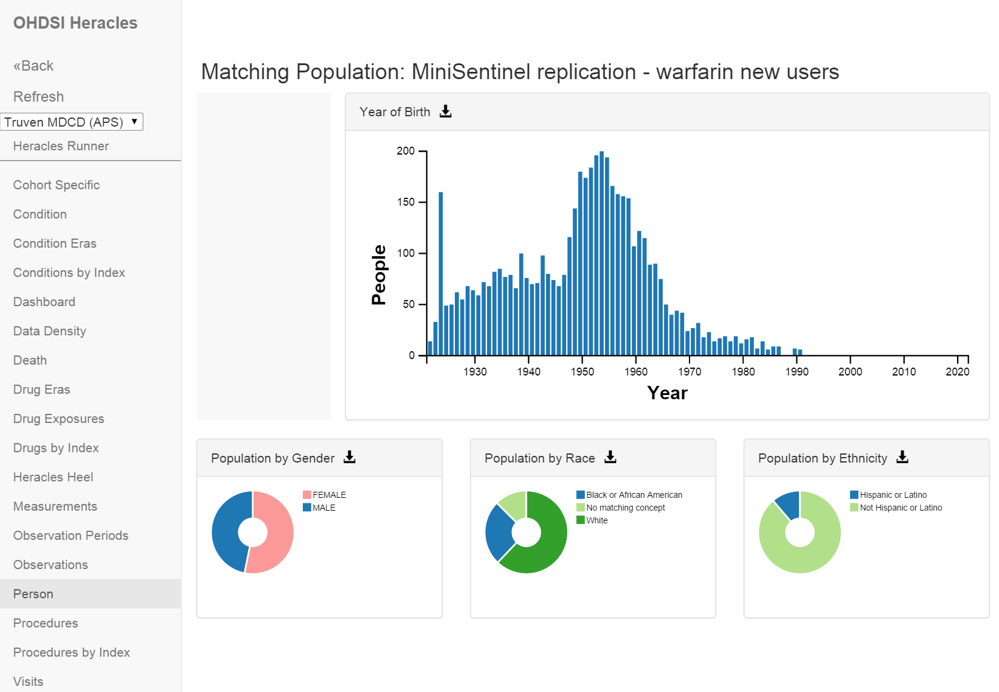 OHDSI Heracles
«Back
Refresh
Truven MDCD (APS)
Heracles Runner
Cohort Specific
Condition
Condition Eras
Conditions by Index
Dashboard
Data Density
Death
Drug Eras
Drug Exposures
Drugs by Index
Heracles Heel
Measurements
Observation Periods
Observations
Person
Procedures
Procedures by Index
Visits
Matching Population: MiniSentinel replication - warfarin new users
Year of Birth
200
150
100
50
0
People
1930 1940 1950 1960 1970 1980 1990 2000 2010 2020
Year
Population by Gender
FEMALE
MALE
Population by Race
Black or African American
No matching concept
White
Population by Ethnicity
Hispanic or Latino
Not Hispanic or Latino